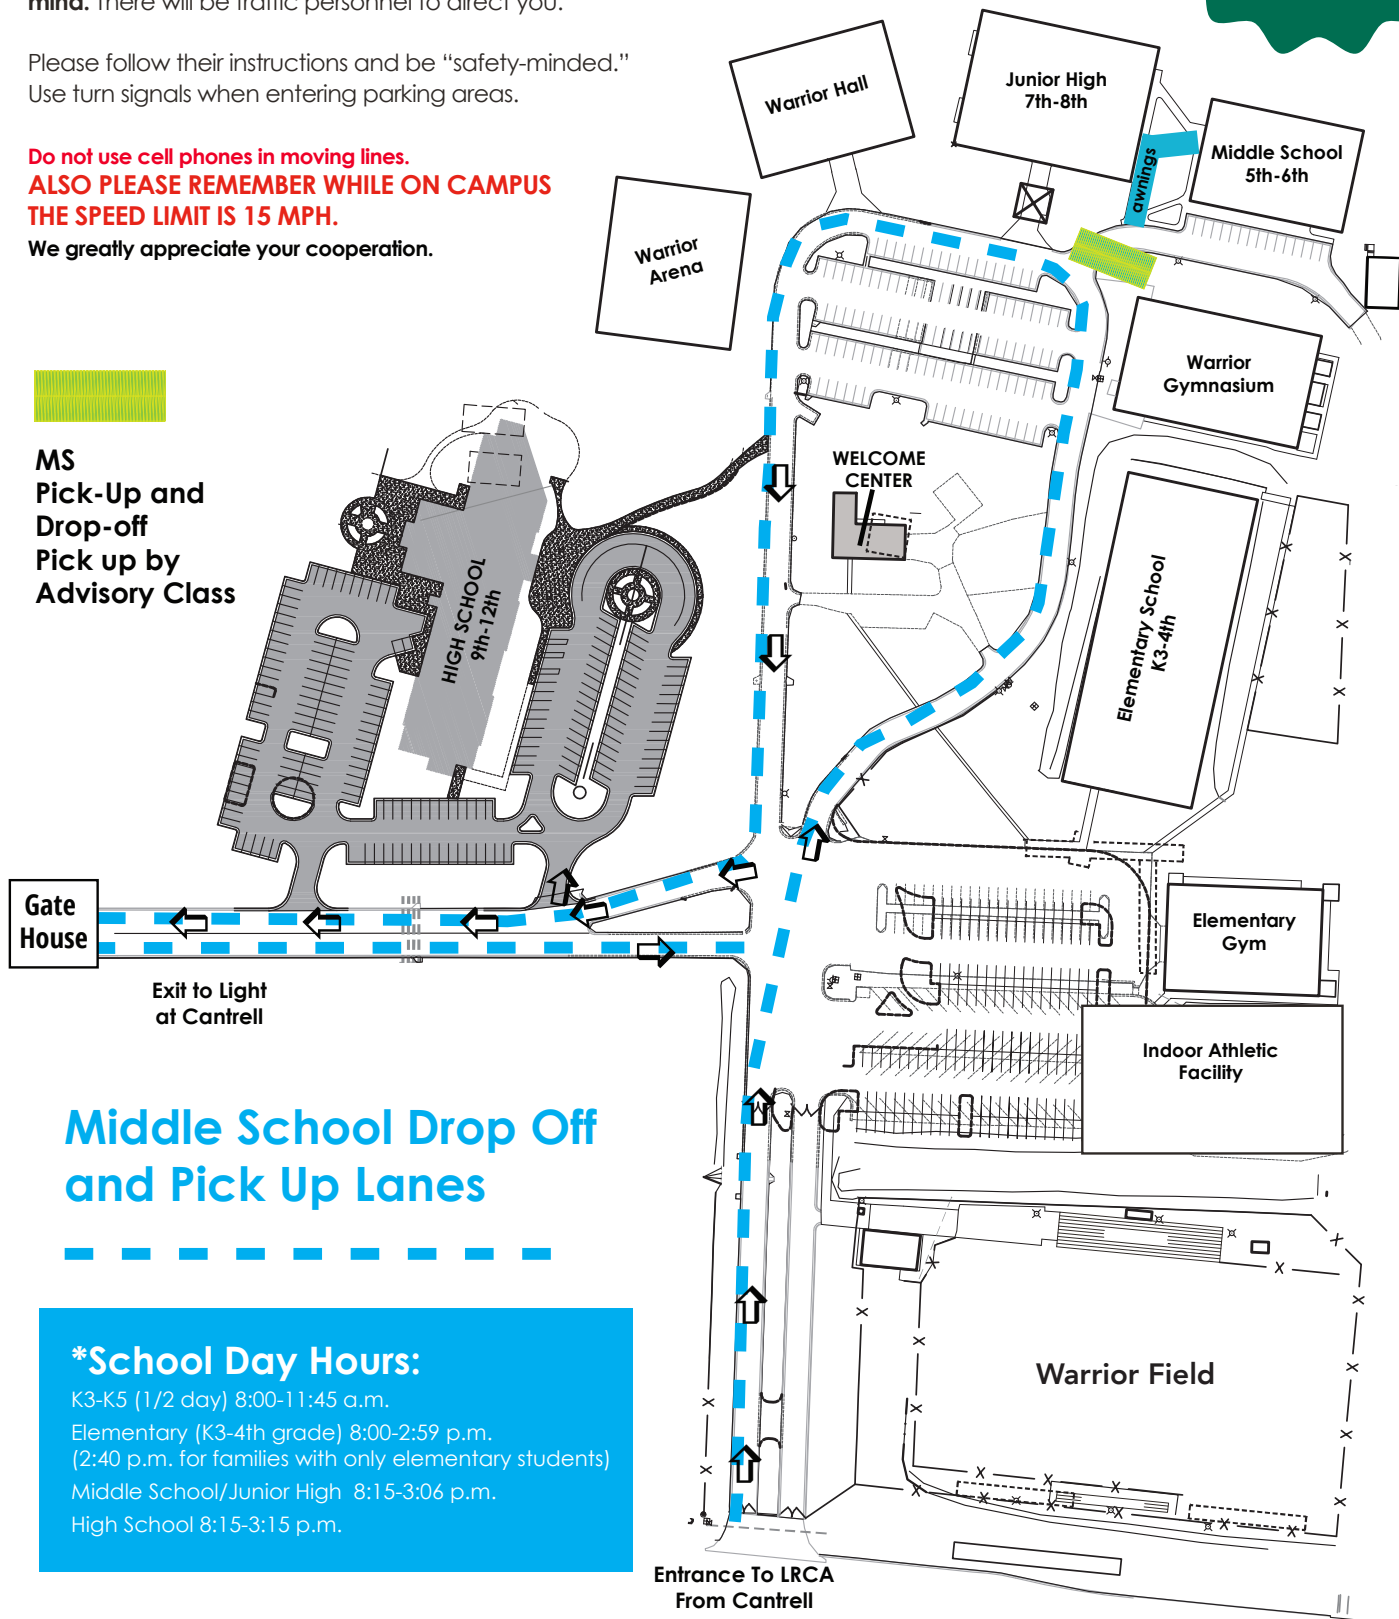 mind. There will be traffic personnel to direct you.
Please follow their instructions and be “safety-minded.”
Use turn signals when entering parking areas.
Do not use cell phones in moving lines.
ALSO PLEASE REMEMBER WHILE ON CAMPUS
THE SPEED LIMIT IS 15 MPH.
We greatly appreciate your cooperation.
Warrior Hall
Junior High
7th-8th
awnings
Middle School
5th-6th
Warrior
Arena
Warrior
Gymnasium
MS
Pick-Up and
Drop-off
Pick up by
Advisory Class
WELCOME
CENTER
HIGH SCHOOL
9th-12th
Elementary School
K3-4th
Gate
House
Elementary
Gym
Exit to Light
at Cantrell
Indoor Athletic
Facility
Middle School Drop Off
and Pick Up Lanes
*School Day Hours:
K3-K5 (1/2 day) 8:00-11:45 a.m.
Elementary (K3-4th grade) 8:00-2:59 p.m.
(2:40 p.m. for families with only elementary students)
Middle School/Junior High 8:15-3:06 p.m.
High School 8:15-3:15 p.m.
Warrior Field
Entrance To LRCA
From Cantrell